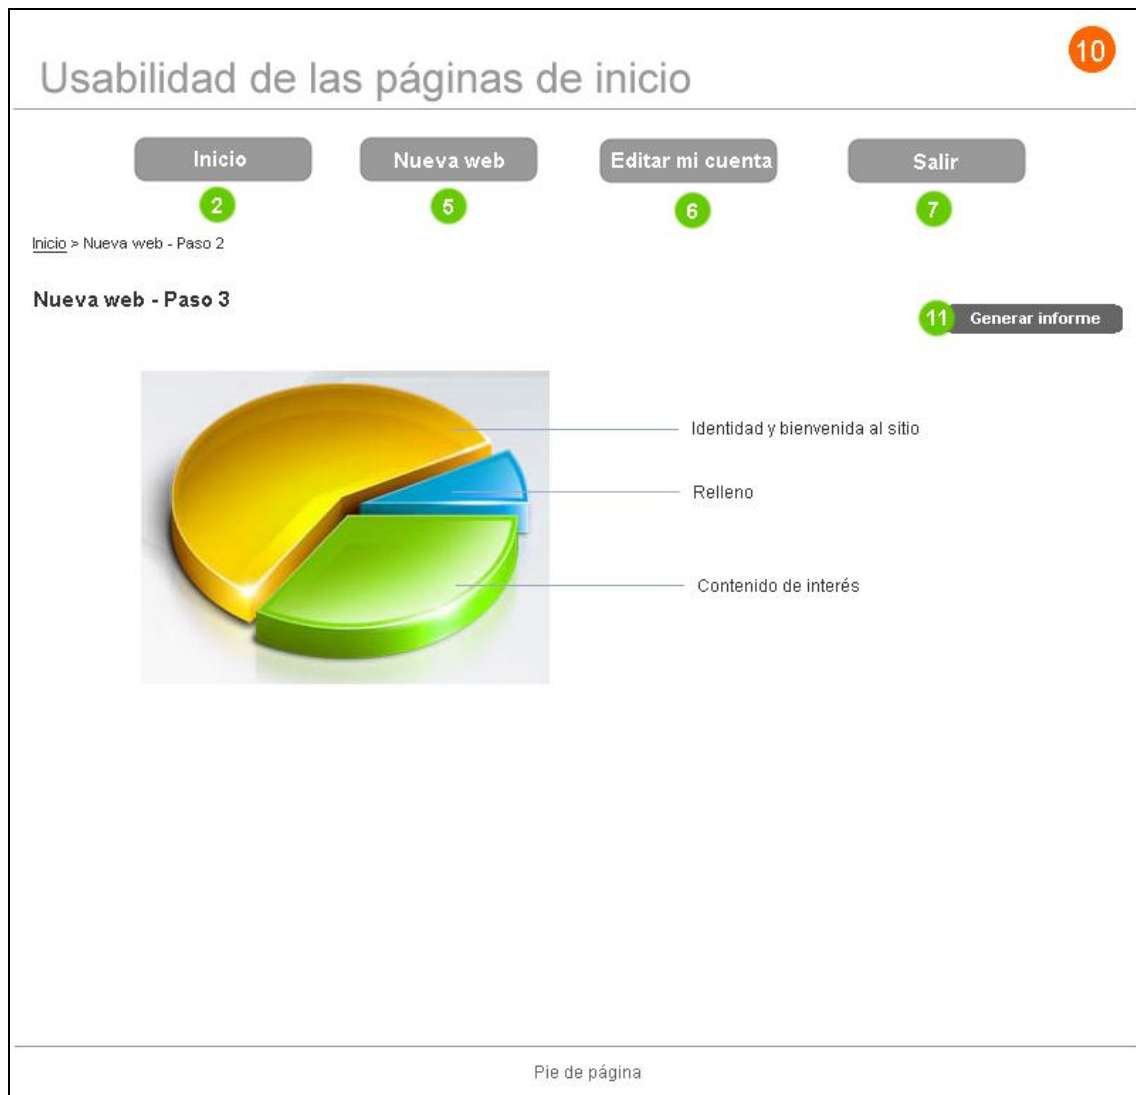 10
Usabilidad de las páginas de inicio
Inicio Nueva web Editar mi cuenta Salir
2 5 6 7
Inicio > Nueva web - Paso 2
Nueva web - Paso 3
11 Generar informe
Identidad y bienvenida al sitio
Relleno
Contenido de interés
Pie de página